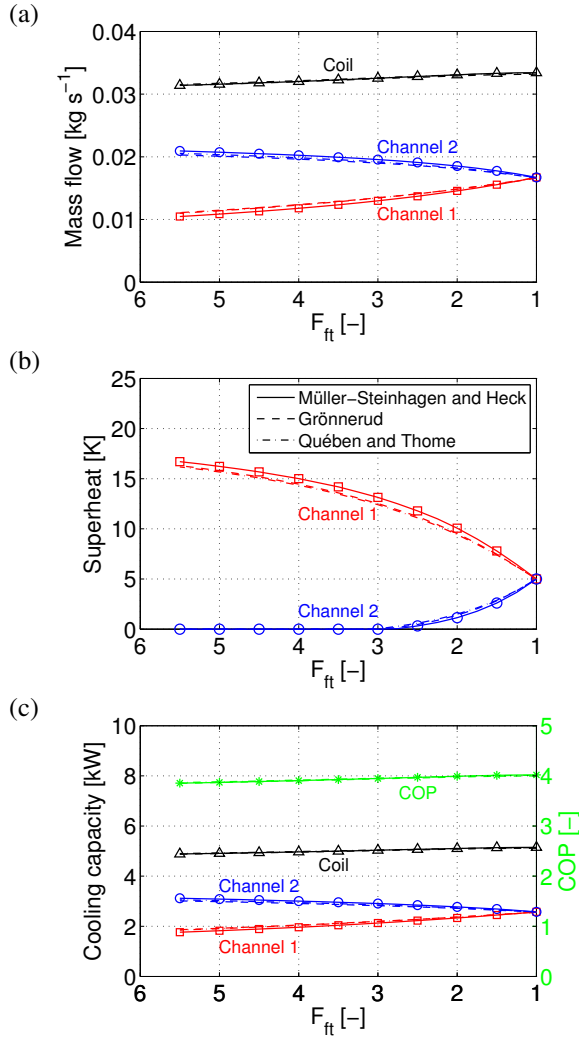 (a)
0.04
0.03
0.02
0.01
0
Mass flow [kg s−1]
Coil
Channel 2
Channel 1
6 5 4 3 2 1
Fft [−]
(b)
25
20
15
10
5
0
Superheat [K]
Müller−Steinhagen and Heck
Grönnerud
Quében and Thome
Channel 1
Channel 2
6 5 4 3 2 1
Fft [−]
(c)
10
8
6
4
2
0
Cooling capacity [kW]
5
4
3
2
1
0
COP [−]
COP
Coil
Channel 2
Channel 1
6 5 4 3 2 1
Fft [−]